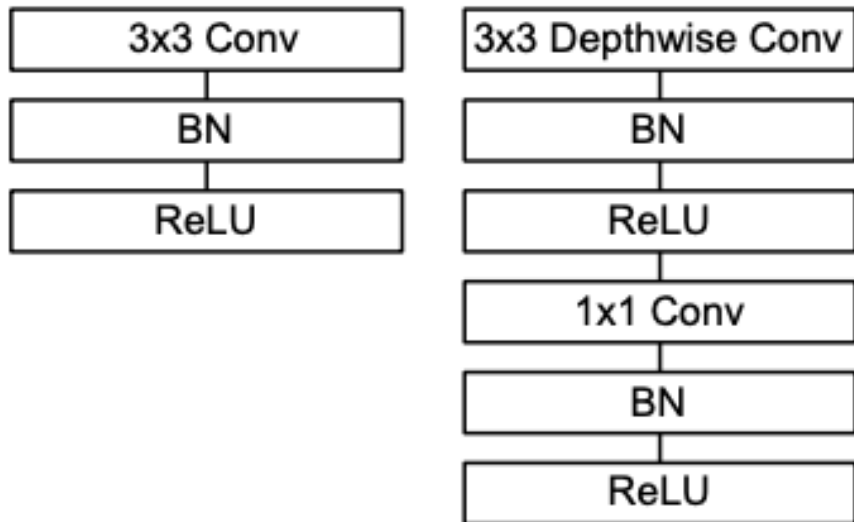 3x3 Conv
BN
ReLU
3x3 Depthwise Conv
BN
ReLU
1x1 Conv
BN
ReLU